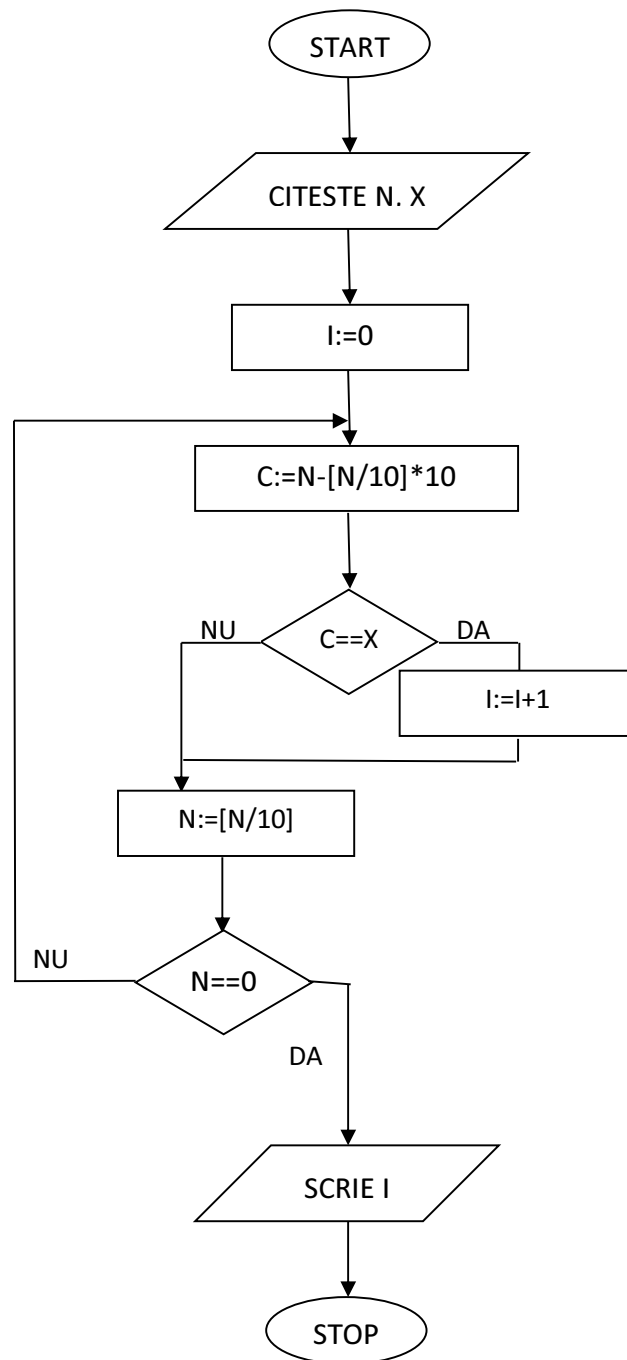 START
CITESTE N. X
I:=0
C:=N-[N/10]*10
NU
C==X
DA
I:=I+1
N:=[N/10]
NU
N==0
DA
SCRIE I
STOP